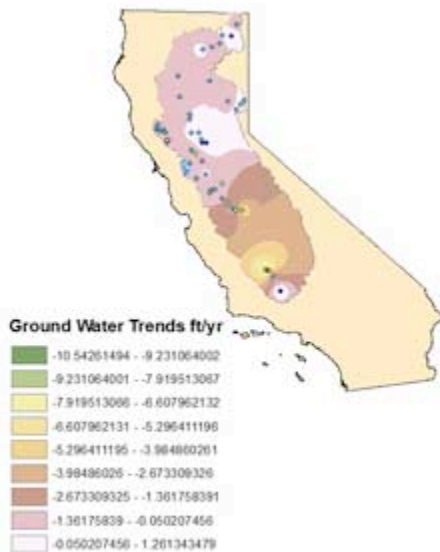 Ground Water Trends ft/yr
-10.54261494 - -9.231064002
-9.231064001 - -7.919513067
-7.919513066 - -6.607962132
-6.607962131 - -5.296411196
-5.296411195 - -3.984860261
-3.98486026 - -2.673309326
-2.673309325 - -1.361758391
-1.36175839 - -0.050207456
-0.050207456 - 1.261343479